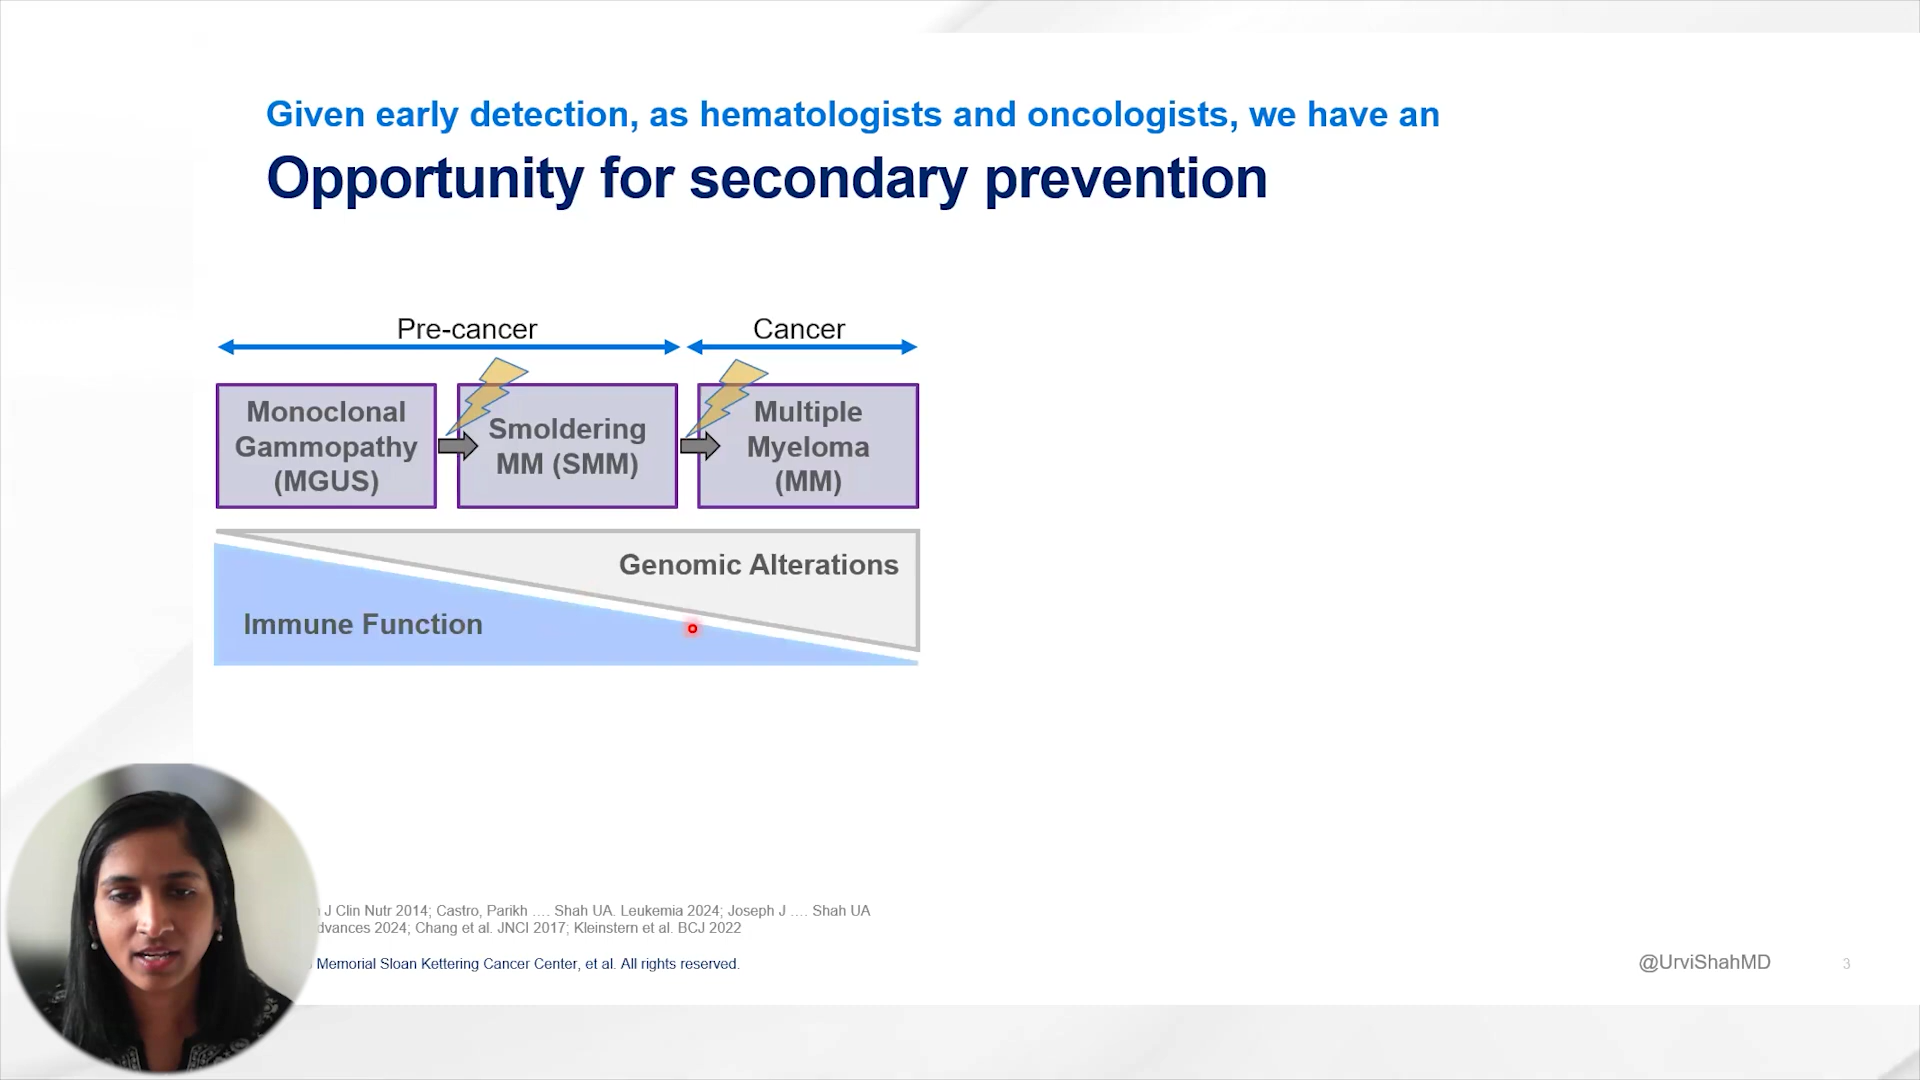 Given early detection, as hematologists and oncologists, we have an
Opportunity for secondary prevention
Pre-cancer
Cancer
Monoclonal
Gammopathy
(MGUS)
Smoldering
MM (SMM)
Multiple
Myeloma
(MM)
Genomic Alterations
Immune Function
J Clin Nutr 2014; Castro, Parikh .... Shah UA. Leukemia 2024; Joseph J .... Shah UA
2024; Chang et al. JNCI 2017; Kleinstern et al. BCJ 2022
Memorial Sloan Kettering Cancer Center, et al. All rights reserved.
@UrviShahMD
3